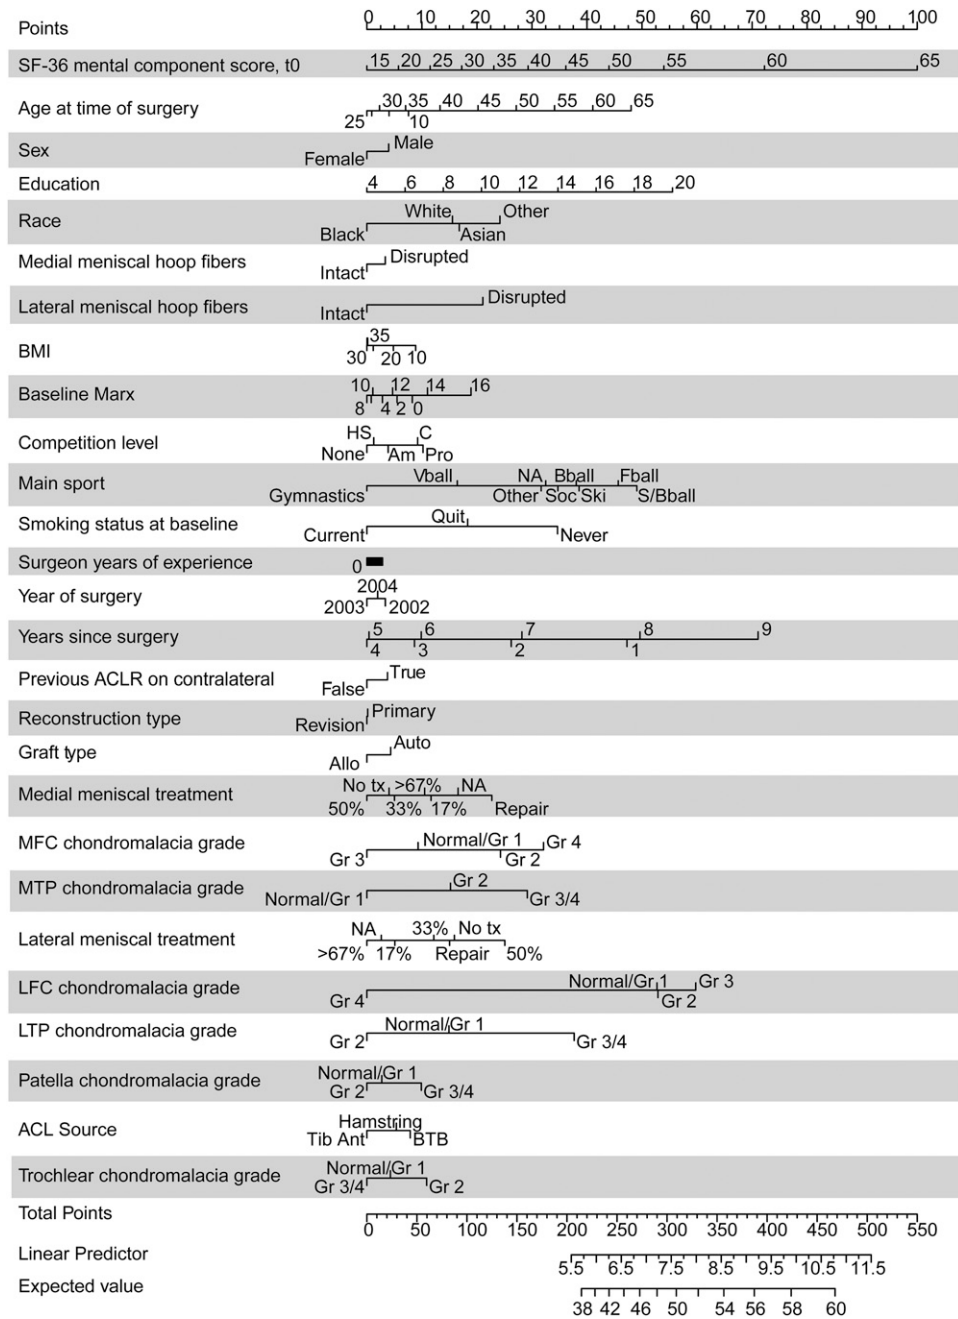 Points 0 10 20 30 40 50 60 70 80 90 100
SF-36 mental component score, t0 15 20 25 30 35 40 45 50 55 60 65
Age at time of surgery 30 35 40 45 50 55 60 65
25 10
Sex Male
Female
Education 4 6 8 10 12 14 16 18 20
Race White Other
Black Asian
Medial meniscal hoop fibers Disrupted
Intact
Lateral meniscal hoop fibers Disrupted
Intact
BMI 35
30 20 10
Baseline Marx 10 12 14 16
8 4 2 0
Competition level HS C
None Am Pro
Main sport Vball NA Bball Fball
Gymnastics Other Soc Ski S/Bball
Smoking status at baseline Quit
Current Never
Surgeon years of experience 0
Year of surgery 2004
2003 2002
Years since surgery 5 6 7 8 9
4 3 2 1
Previous ACLR on contralateral True
False
Reconstruction type Primary
Revision
Graft type Auto
Allo
Medial meniscal treatment No tx >67% NA
50% 33% 17% Repair
MFC chondromalacia grade Normal/Gr 1 Gr 4
Gr 3 Gr 2
MTP chondromalacia grade Gr 2
Normal/Gr 1 Gr 3/4
Lateral meniscal treatment NA 33% No tx
>67% 17% Repair 50%
LFC chondromalacia grade Normal/Gr 1 Gr 3
Gr 4 Gr 2
LTP chondromalacia grade Normal/Gr 1
Gr 2 Gr 3/4
Patella chondromalacia grade Normal/Gr 1
Gr 2 Gr 3/4
ACL Source Hamstring
Tib Ant BTB
Trochlear chondromalacia grade Normal/Gr 1
Gr 3/4 Gr 2
Total Points
0 50 100 150 200 250 300 350 400 450 500 550
Linear Predictor
5.5 6.5 7.5 8.5 9.5 10.5 11.5
Expected value
38 42 46 50 54 56 58 60